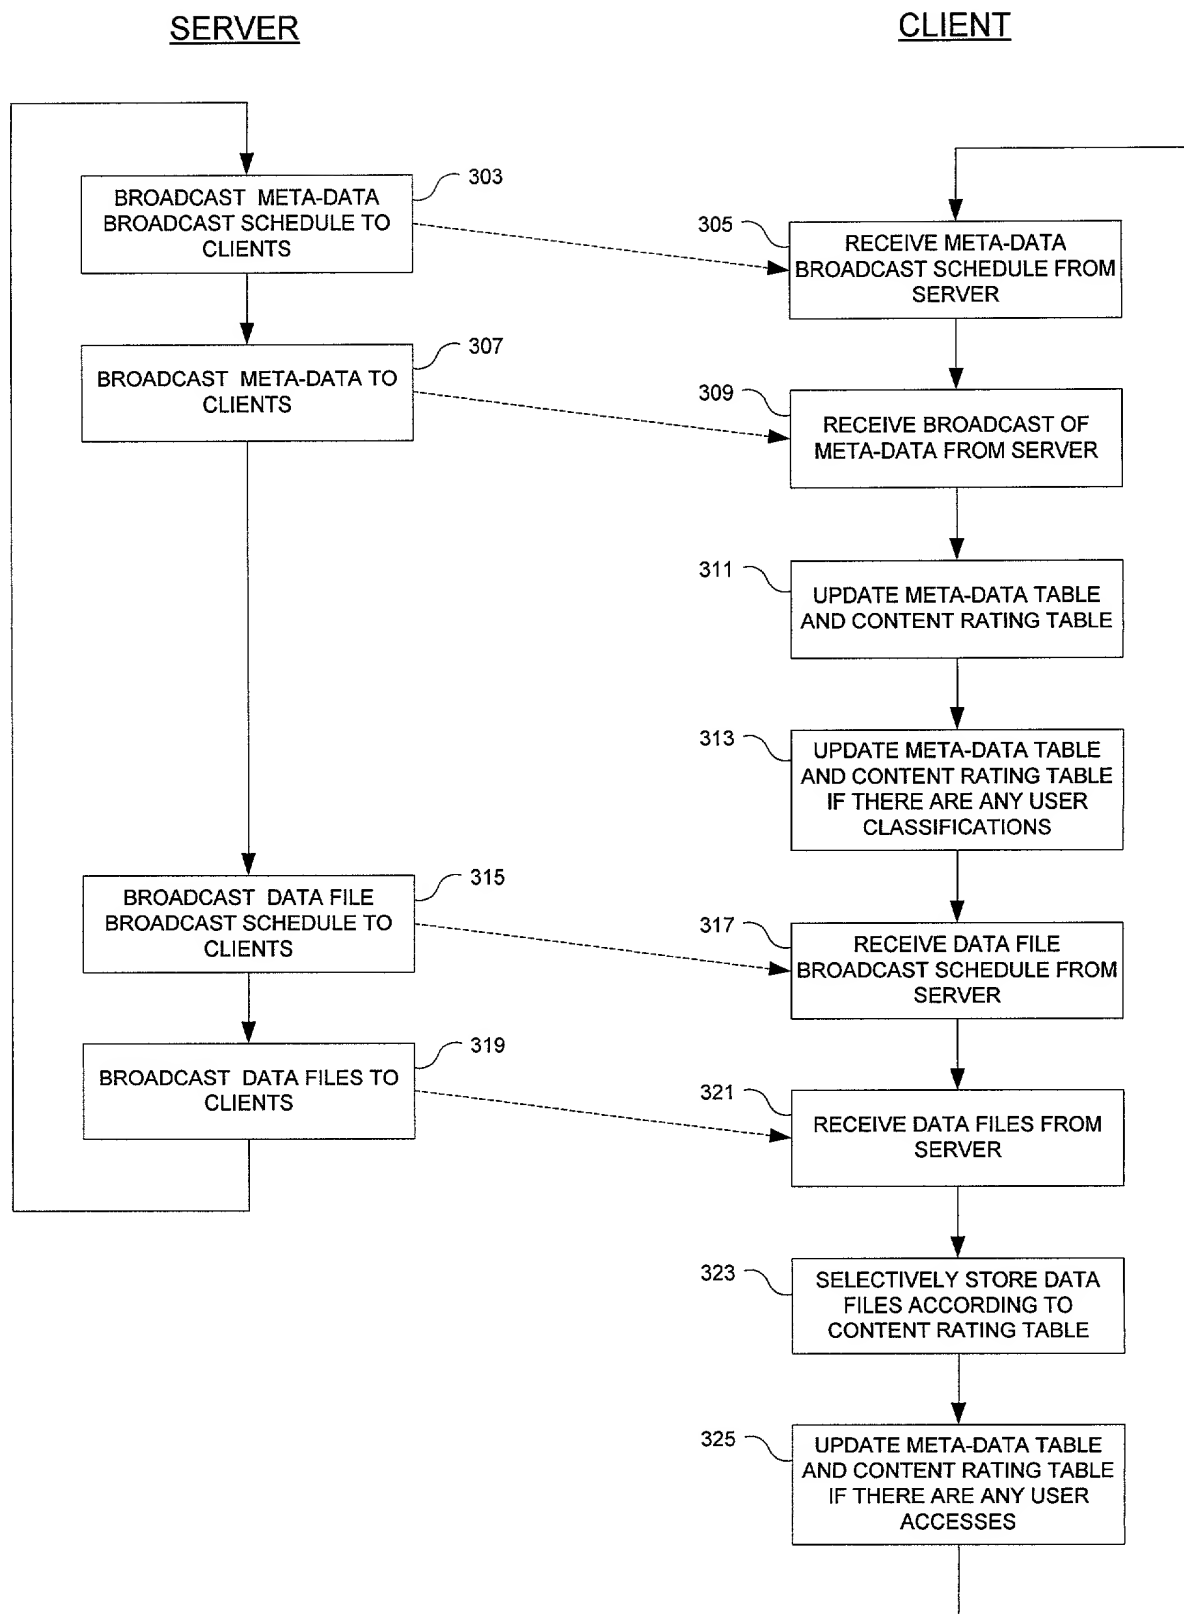 SERVER
CLIENT
303
BROADCAST META-DATA
BROADCAST SCHEDULE TO
CLIENTS
305
RECEIVE META-DATA
BROADCAST SCHEDULE FROM
SERVER
307
BROADCAST META-DATA TO
CLIENTS
309
RECEIVE BROADCAST OF
META-DATA FROM SERVER
311
UPDATE META-DATA TABLE
AND CONTENT RATING TABLE
313
UPDATE META-DATA TABLE
AND CONTENT RATING TABLE
IF THERE ARE ANY USER
CLASSIFICATIONS
315
BROADCAST DATA FILE
BROADCAST SCHEDULE TO
CLIENTS
317
RECEIVE DATA FILE
BROADCAST SCHEDULE FROM
SERVER
319
BROADCAST DATA FILES TO
CLIENTS
321
RECEIVE DATA FILES FROM
SERVER
323
SELECTIVELY STORE DATA
FILES ACCORDING TO
CONTENT RATING TABLE
325
UPDATE META-DATA TABLE
AND CONTENT RATING TABLE
IF THERE ARE ANY USER
ACCESSES